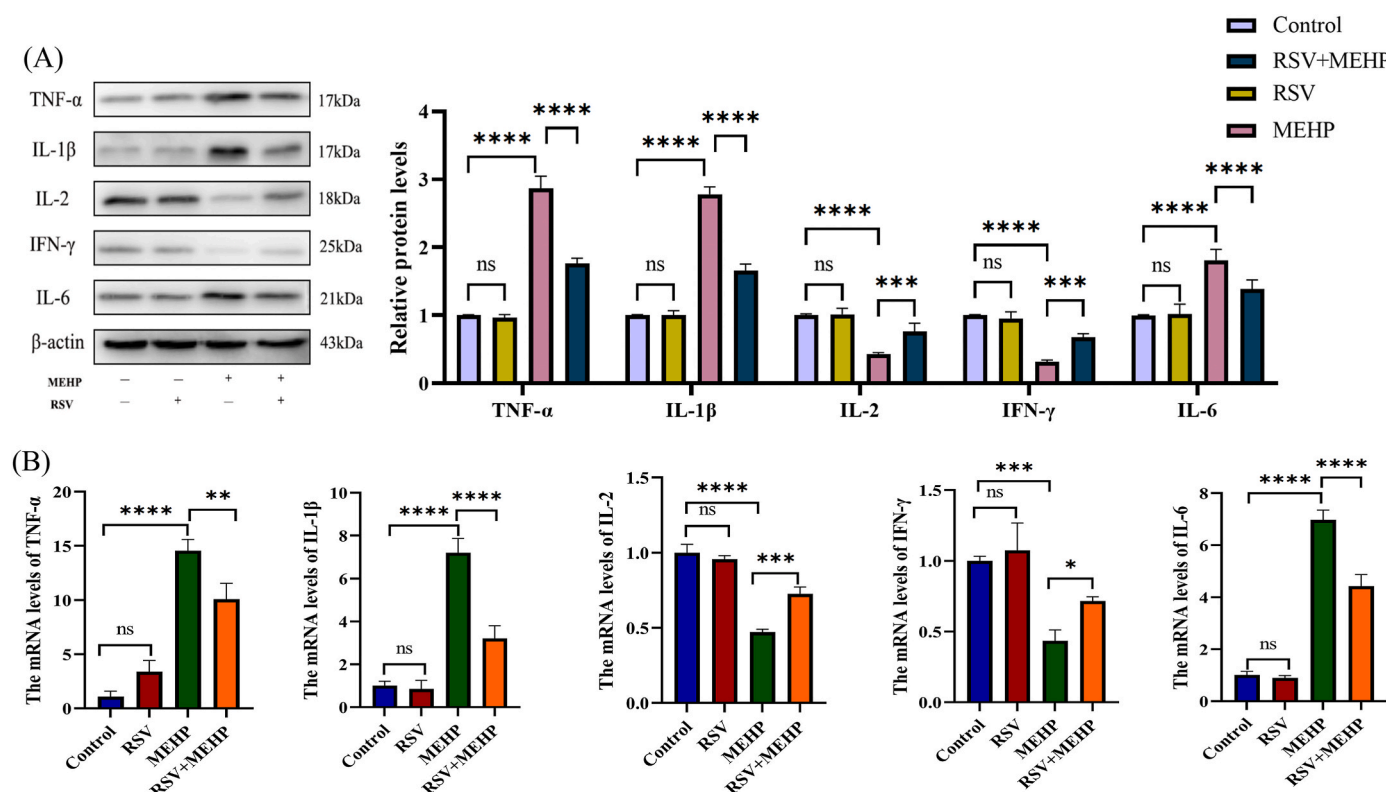 (A)
TNF-α 17kDa
IL-1β 17kDa
IL-2 18kDa
IFN-γ 25kDa
IL-6 21kDa
β-actin 43kDa
MEHP — — + +
RSV — + — +
Control
RSV+MEHP
RSV
MEHP
Relative protein levels
4
3
2
1
0
**** ****
ns
**** ****
ns
****
ns
***
****
ns
***
**** ****
ns
TNF-α IL-1β IL-2 IFN-γ IL-6
(B)
The mRNA levels of TNF-α
20
15
10
5
0
**** **
ns
Control RSV MEHP RSV+MEHP
The mRNA levels of IL-1β
10
8
6
4
2
0
**** ****
ns
Control RSV MEHP RSV+MEHP
The mRNA levels of IL-2
1.5
1.0
0.5
0.0
****
ns
***
Control RSV MEHP RSV+MEHP
The mRNA levels of IFN-γ
1.5
1.0
0.5
0.0
***
ns
*
Control RSV MEHP RSV+MEHP
The mRNA levels of IL-6
8
6
4
2
0
**** ****
ns
Control RSV MEHP RSV+MEHP